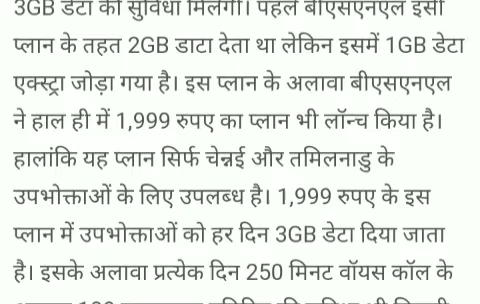 3GB डेटा की सुविधा मिलेगी। पहले बीएसएनएल इसी
प्लान के तहत 2GB डाटा देता था लेकिन इसमें 1GB डेटा
एक्स्ट्रा जोड़ा गया है। इस प्लान के अलावा बीएसएनएल
ने हाल ही में 1,999 रुपए का प्लान भी लॉन्च किया है।
हालांकि यह प्लान सिर्फ चेन्नई और तमिलनाडु के
उपभोक्ताओं के लिए उपलब्ध है। 1,999 रुपए के इस
प्लान में उपभोक्ताओं को हर दिन 3GB डेटा दिया जाता
है। इसके अलावा प्रत्येक दिन 250 मिनट वॉयस कॉल के